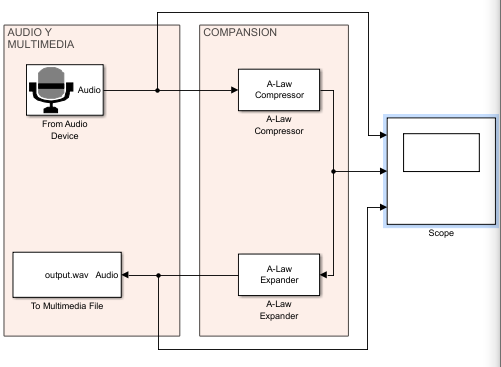 AUDIO Y
MULTIMEDIA
COMPANSION
Audio
From Audio
Device
A-Law
Compressor
A-Law
Compressor
Scope
output.wav Audio
To Multimedia File
A-Law
Expander
A-Law
Expander